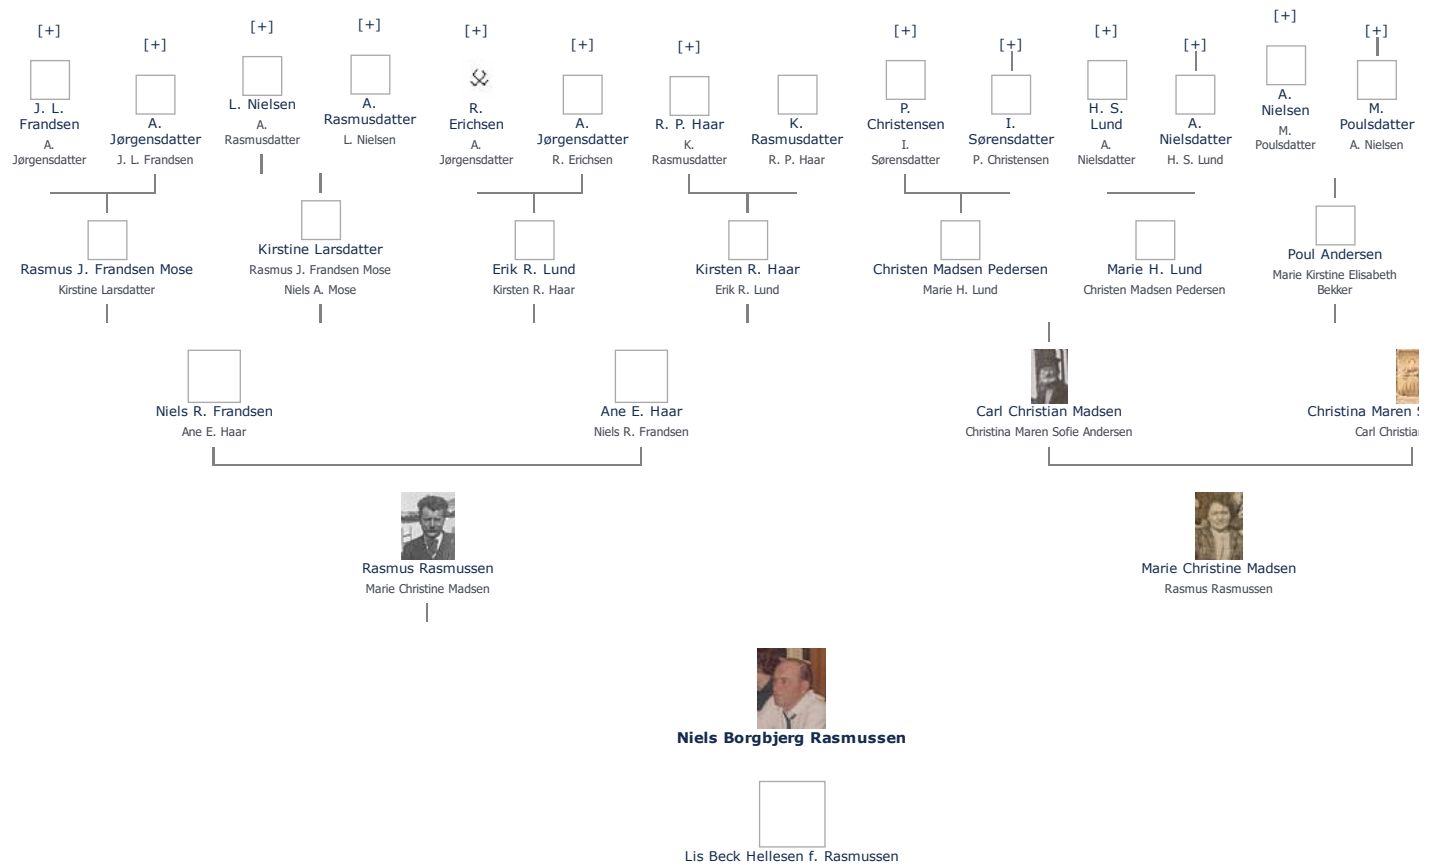 [+]
[+]
[+]
[+]
[+]
[+]
[+]
[+]
[+]
[+]
[+]
[+]
[+]
J. L.
Frandsen
A.
Jørgensdatter
A.
Jørgensdatter
J. L. Frandsen
L. Nielsen
A.
Rasmusdatter
A.
Rasmusdatter
L. Nielsen
R.
Erichsen
A.
Jørgensdatter
A.
Jørgensdatter
R. Erichsen
R. P. Haar
K.
Rasmusdatter
K.
Rasmusdatter
R. P. Haar
P.
Christensen
I.
Sørensdatter
I.
Sørensdatter
P. Christensen
H. S.
Lund
A.
Nielsdatter
A.
Nielsdatter
H. S. Lund
A.
Nielsen
M.
Poulsdatter
M.
Poulsdatter
A. Nielsen
Rasmus J. Frandsen Mose
Kirstine Larsdatter
Kirstine Larsdatter
Rasmus J. Frandsen Mose
Niels A. Mose
Erik R. Lund
Kirsten R. Haar
Kirsten R. Haar
Erik R. Lund
Christen Madsen Pedersen
Marie H. Lund
Marie H. Lund
Christen Madsen Pedersen
Poul Andersen
Marie Kirstine Elisabeth
Bekker
Niels R. Frandsen
Ane E. Haar
Ane E. Haar
Niels R. Frandsen
Carl Christian Madsen
Christina Maren Sofie Andersen
Christina Maren S
Carl Christia
Rasmus Rasmussen
Marie Christine Madsen
Marie Christine Madsen
Rasmus Rasmussen
Niels Borgbjerg Rasmussen
Lis Beck Hellesen f. Rasmussen